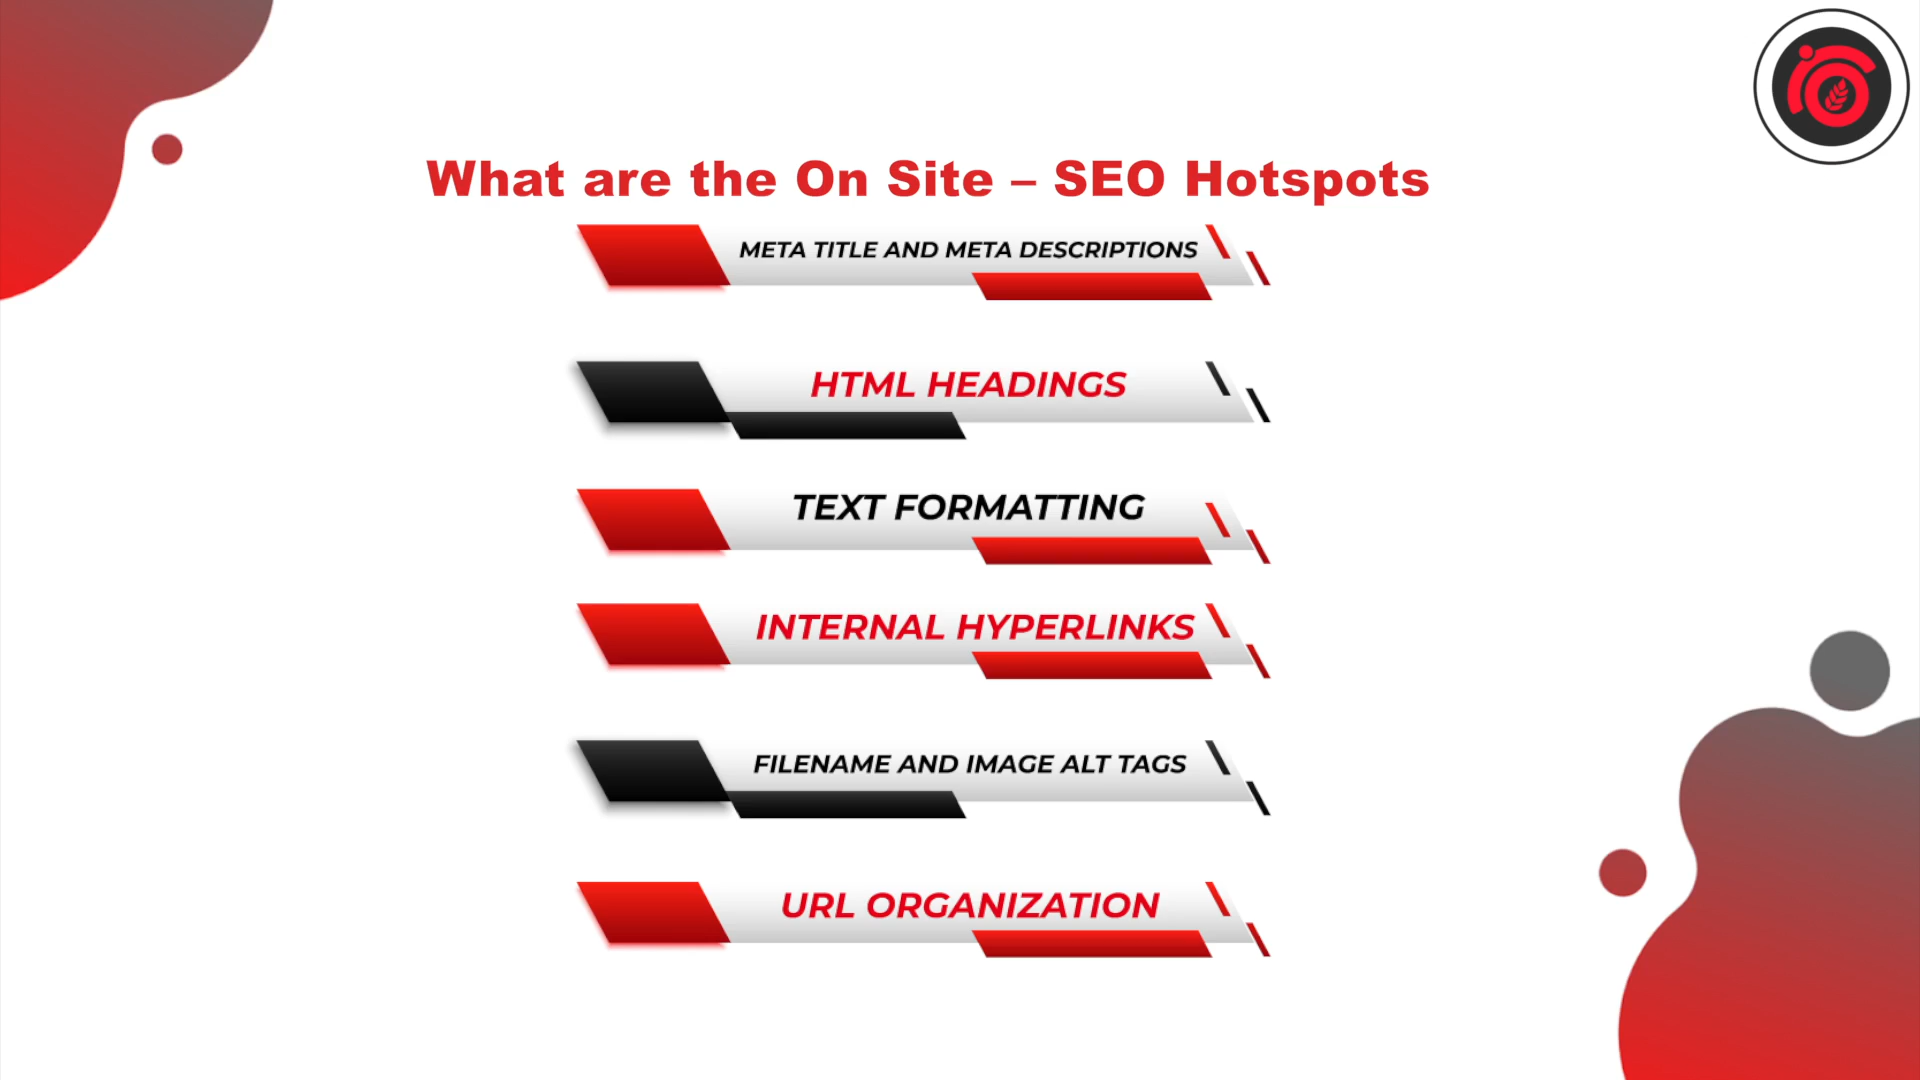 What are the On Site – SEO Hotspots
META TITLE AND META DESCRIPTIONS
HTML HEADINGS
TEXT FORMATTING
INTERNAL HYPERLINKS
FILENAME AND IMAGE ALT TAGS
URL ORGANIZATION